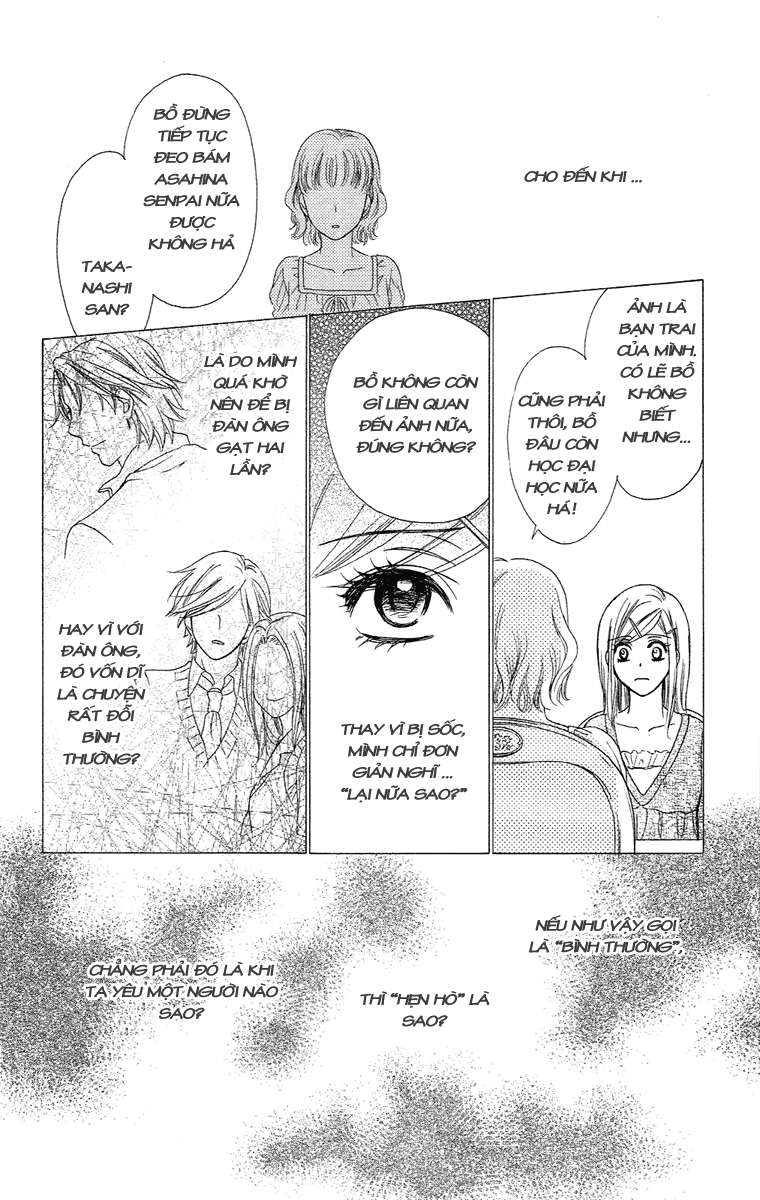 CHO ĐẾN KHI ...
BỒ ĐỪNG
TIẾP TỤC
ĐEO BÁM
ASAHINA
SENPAI NỮA
ĐƯỢC
KHÔNG HẢ
TAKA-
NASHI
SAN?
ẢNH LÀ
BẠN TRAI
CỦA MÌNH,
CÓ LẼ BỒ
KHÔNG
BIẾT
NHƯNG...
CŨNG PHẢI
THÔI, BỒ
ĐÂU CÒN
HỌC ĐẠI
HỌC NỮA
HÁ!
BỒ KHÔNG CÒN
GÌ LIÊN QUAN
ĐẾN ẢNH NỮA,
ĐÚNG KHÔNG?
THAY VÌ BỊ SỐC,
MÌNH CHỈ ĐƠN
GIẢN NGHĨ ...
“LẠI NỮA SAO?”
LÀ DO MÌNH
QUÁ KHỜ
NÊN ĐỂ BỊ
ĐÀN ÔNG
GẠT HAI
LẦN?
HAY VÌ VỚI
ĐÀN ÔNG,
ĐÓ VỐN DĨ
LÀ CHUYỆN
RẤT ĐỖI
BÌNH
THƯỜNG?
NẾU NHƯ VẬY GỌI
LÀ “BÌNH THƯỜNG”,
THÌ “HẸN HÒ” LÀ
SAO?
CHẲNG PHẢI ĐÓ LÀ KHI
TA YÊU MỘT NGƯỜI NÀO
SAO?